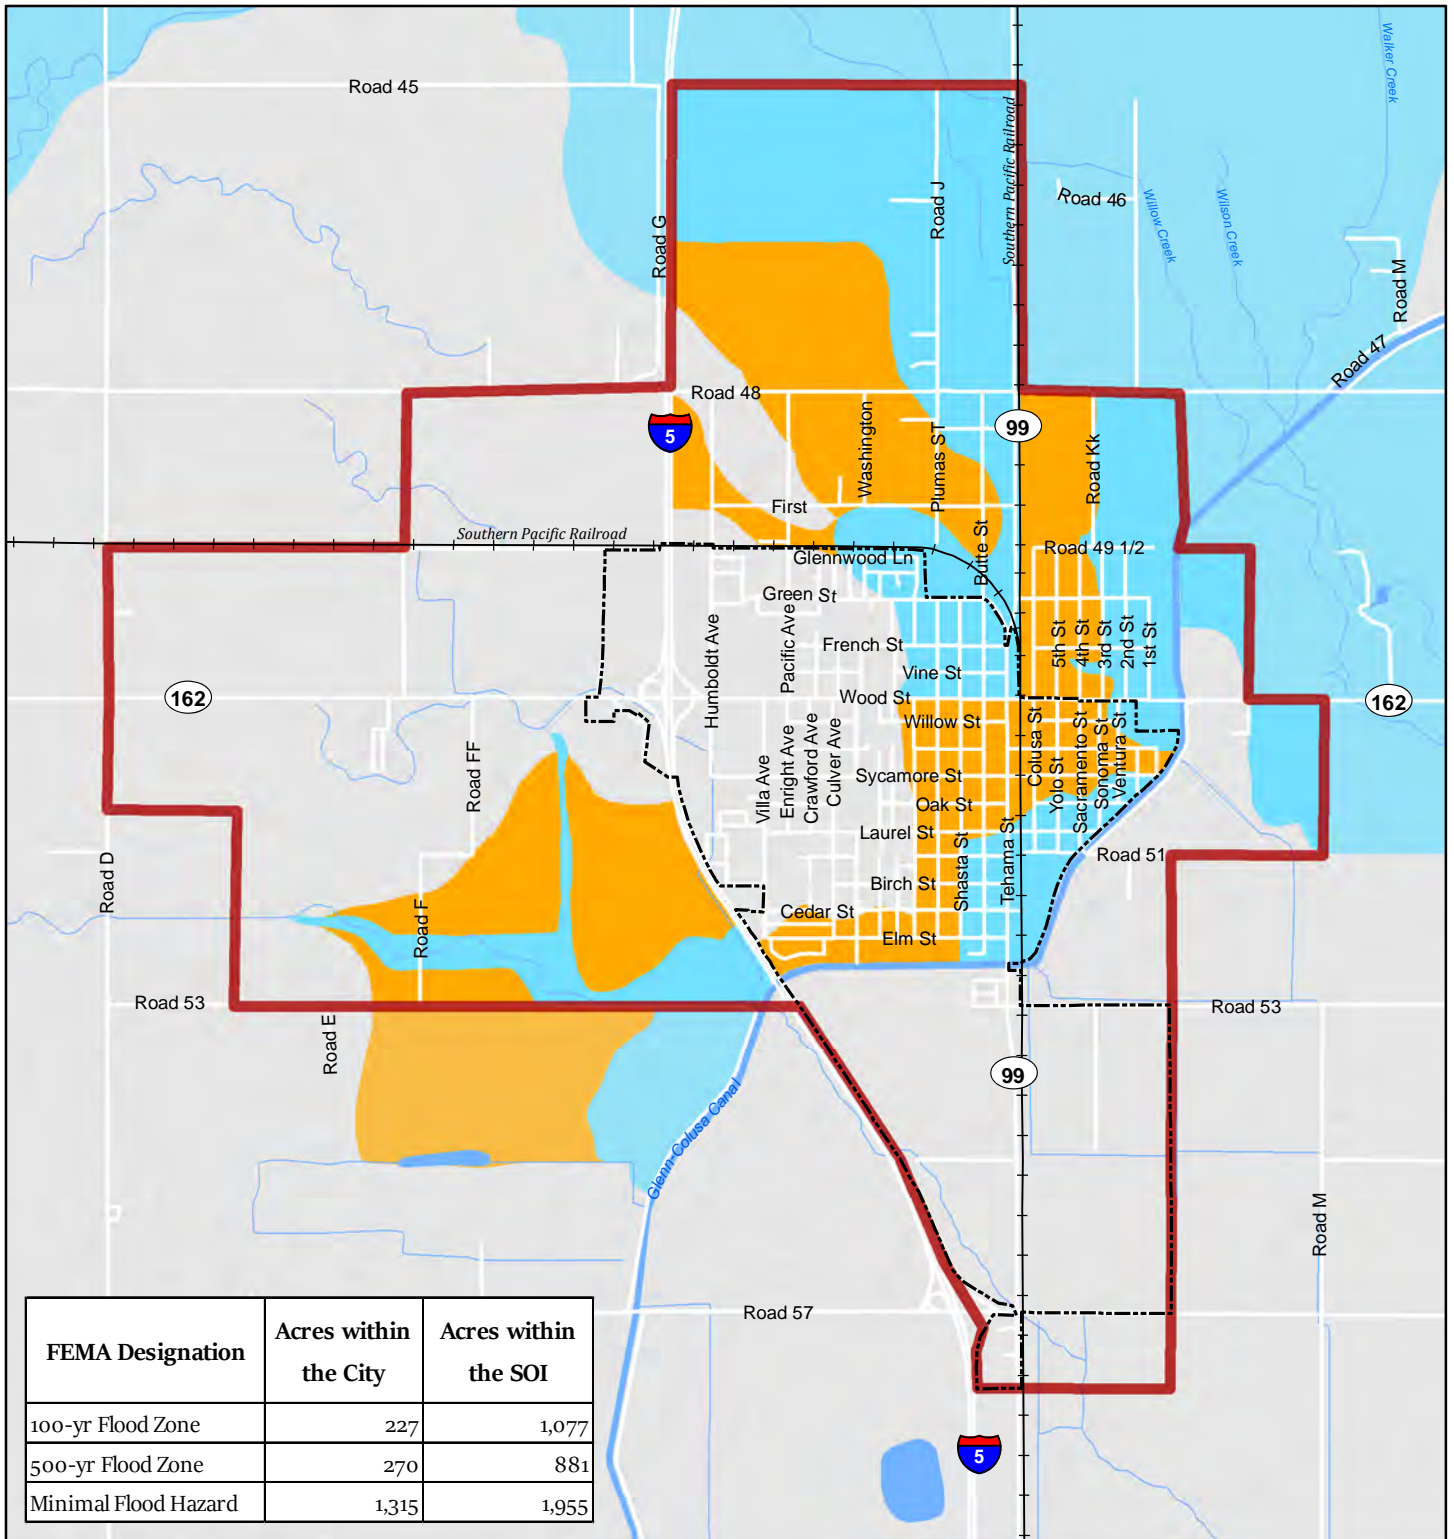 Walker Creek
Road 45
Southern Pacific Railroad
Road J
Road 46
Willow Creek
Wilson Creek
Road G
Road M
Road 47
Road 48
5
99
Washington
Plumas ST
Road Kk
First
Butte St
Southern Pacific Railroad
Road 49 1/2
Glennwood Ln
Green St
Humboldt Ave
Pacific Ave
French St
5th St
4th St
3rd St
2nd St
1st St
Vine St
162
Wood St
162
Willow St
Colusa St
Yolo St
Sacramento St
Sonoma St
Ventura St
Road FF
Villa Ave
Enright Ave
Crawford Ave
Culver Ave
Sycamore St
Oak St
Laurel St
Shasta St
Tehama St
Road 51
Road D
Birch St
Cedar St
Road F
Elm St
Road 53
Road 53
Road E
99
Glenn-Colusa Canal
Road M
Road 57
5
FEMA Designation
Acres within
the City
Acres within
the SOI
100-yr Flood Zone 227 1,077
500-yr Flood Zone 270 881
Minimal Flood Hazard 1,315 1,955